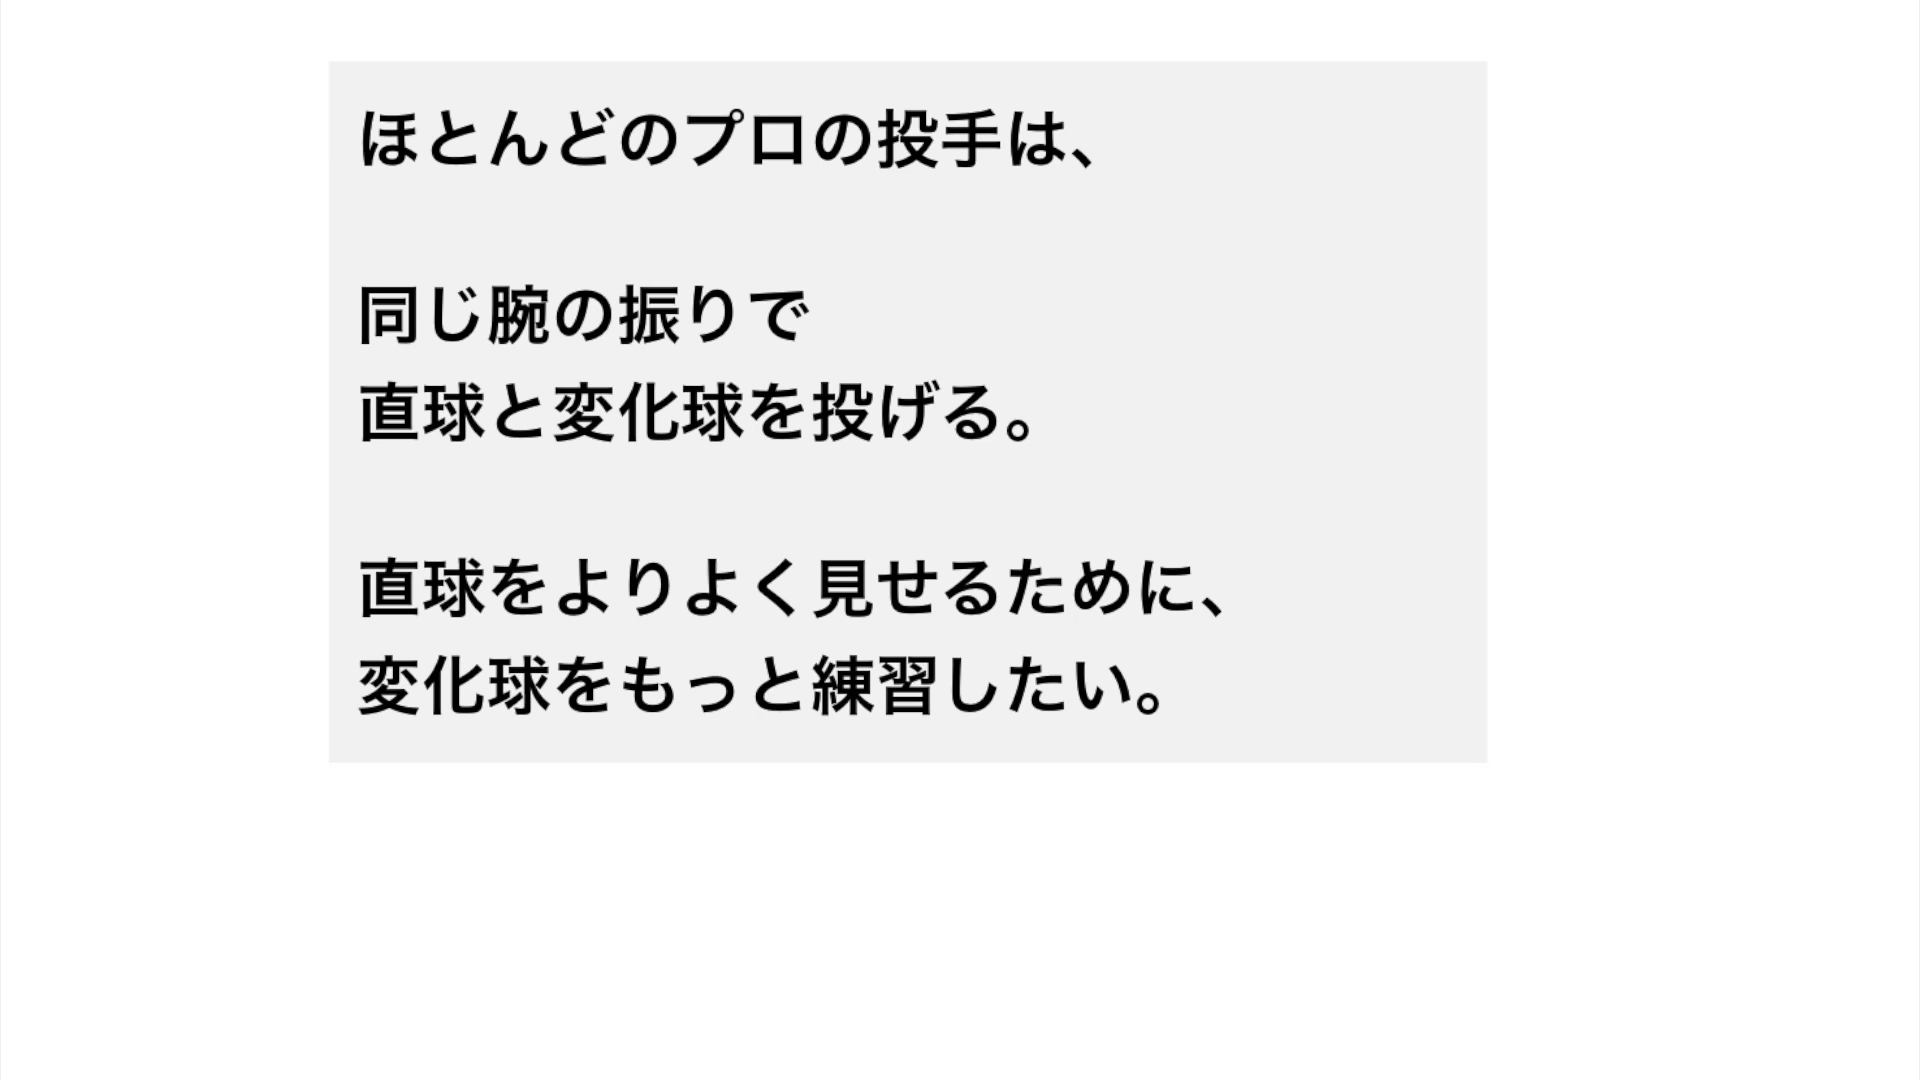 ほとんどのプロの投手は、
同じ腕の振りで
直球と変化球を投げる。
直球をよりよく見せるために、
変化球をもっと練習したい。